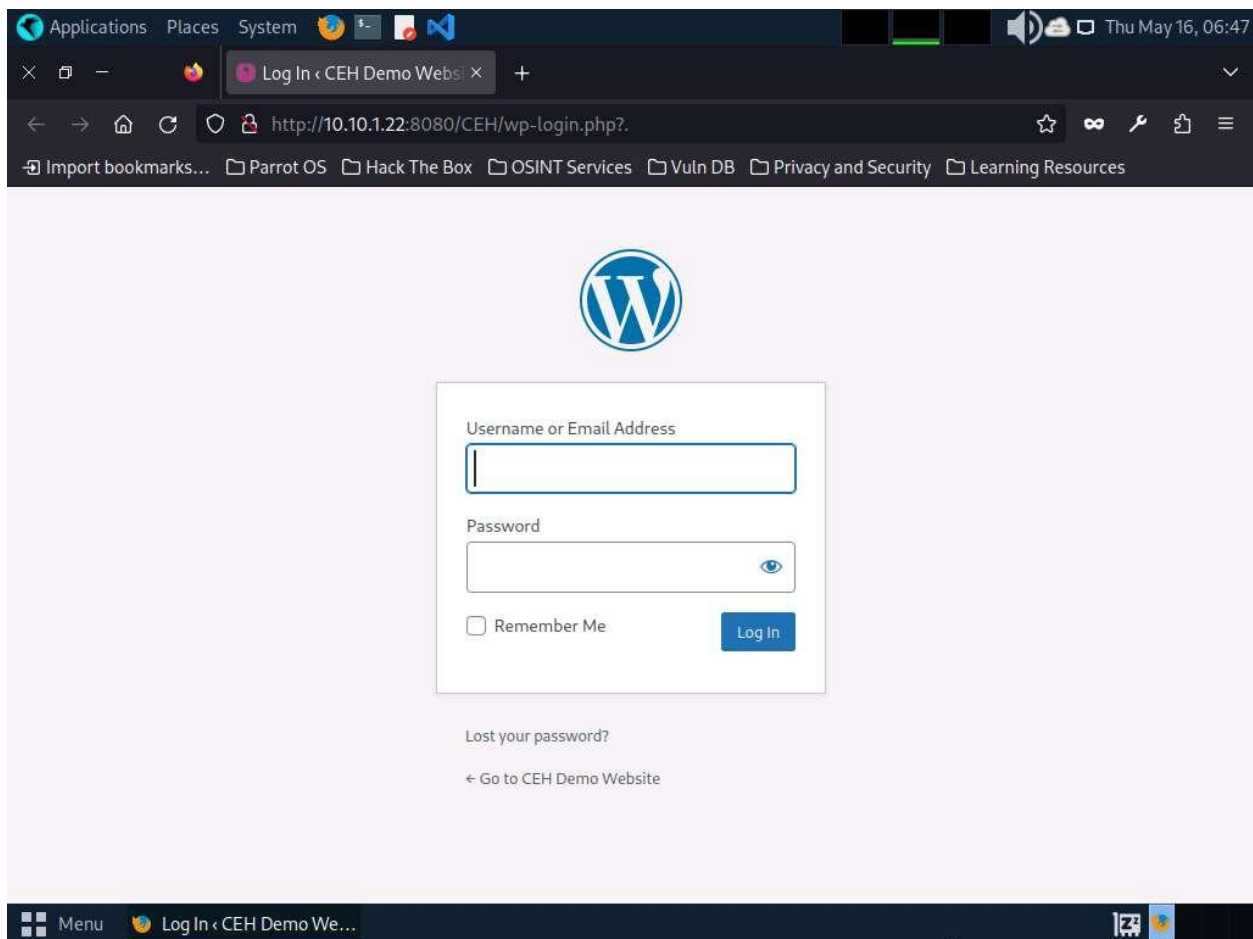 Applications Places System Thu May 16, 06:47
Log In ‹ CEH Demo Webs
http://10.10.1.22:8080/CEH/wp-login.php?.
Import bookmarks... Parrot OS Hack The Box OSINT Services Vuln DB Privacy and Security Learning Resources
Username or Email Address
Password
Remember Me Log In
Lost your password?
← Go to CEH Demo Website
Menu Log In ‹ CEH Demo We...